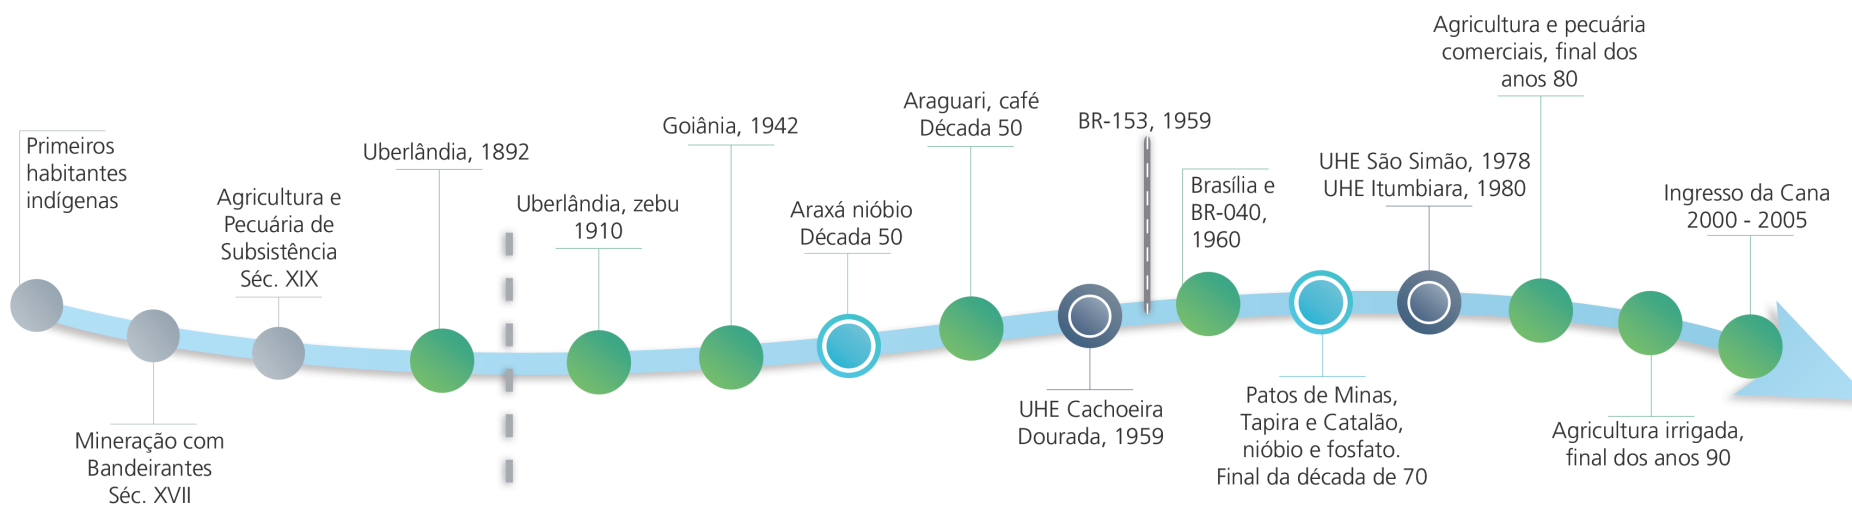 Primeiros
habitantes
indígenas
Mineração com
Bandeirantes
Séc. XVII
Agricultura e
Pecuária de
Subsistência
Séc. XIX
Uberlândia, 1892
Uberlândia, zebu
1910
Goiânia, 1942
Araxá nióbio
Década 50
Araguari, café
Década 50
UHE Cachoeira
Dourada, 1959
BR-153, 1959
Brasília e
BR-040,
1960
Patos de Minas,
Tapira e Catalão,
nióbio e fosfato.
Final da década de 70
UHE São Simão, 1978
UHE Itumbiara, 1980
Agricultura e pecuária
comerciais, final dos
anos 80
Agricultura irrigada,
final dos anos 90
Ingresso da Cana
2000 - 2005